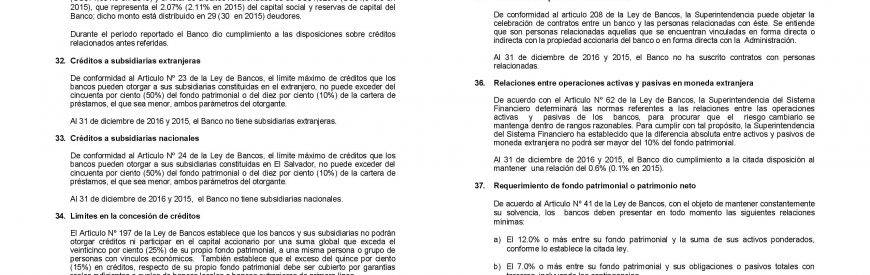 2015), que representa el 2.07% (2.11% en 2015) del capital social y reservas de capital del
Banco; dicho monto está distribuido en 29 (30 en 2015) deudores.
Durante el período reportado el Banco dio cumplimiento a las disposiciones sobre créditos
relacionados antes referidas.
32. Créditos a subsidiarias extranjeras
De conformidad al Artículo Nº 23 de la Ley de Bancos, el límite máximo de créditos que los
bancos pueden otorgar a sus subsidiarias constituidas en el extranjero, no puede exceder del
cincuenta por ciento (50%) del fondo patrimonial o del diez por ciento (10%) de la cartera de
préstamos, el que sea menor, ambos parámetros del otorgante.
Al 31 de diciembre de 2016 y 2015, el Banco no tiene subsidiarias extranjeras.
33. Créditos a subsidiarias nacionales
De conformidad al Artículo Nº 24 de la Ley de Bancos, el límite máximo de créditos que los
bancos pueden otorgar a sus subsidiarias constituidas en El Salvador, no puede exceder del
cincuenta por ciento (50%) del fondo patrimonial o del diez por ciento (10%) de la cartera de
préstamos, el que sea menor, ambos parámetros del otorgante.
Al 31 de diciembre de 2016 y 2015, el Banco no tiene subsidiarias nacionales.
34. Límites en la concesión de créditos
El Artículo Nº 197 de la Ley de Bancos establece que los bancos y sus subsidiarias no podrán
otorgar créditos ni participar en el capital accionario por una suma global que exceda el
veinticinco por ciento (25%) de su propio fondo patrimonial, a una misma persona o grupo de
personas con vínculos económicos. También establece que el exceso del quince por ciento
(15%) en créditos, respecto de su propio fondo patrimonial debe ser cubierto por garantías
De conformidad al artículo 208 de la Ley de Bancos, la Superintendencia puede objetar la
celebración de contratos entre un banco y las personas relacionadas con éste. Se entiende
que son personas relacionadas aquellas que se encuentran vinculadas en forma directa o
indirecta con la propiedad accionaria del banco o en forma directa con la Administración.
Al 31 de diciembre de 2016 y 2015, el Banco no ha suscrito contratos con personas
relacionadas.
36. Relaciones entre operaciones activas y pasivas en moneda extranjera
De acuerdo con el Artículo Nº 62 de la Ley de Bancos, la Superintendencia del Sistema
Financiero determinará las normas referentes a las relaciones entre las operaciones
activas y pasivas de los bancos, para procurar que el riesgo cambiario se
mantenga dentro de rangos razonables. Para cumplir con tal propósito, la Superintendencia
del Sistema Financiero ha establecido que la diferencia absoluta entre activos y pasivos de
moneda extranjera no podrá ser mayor del 10% del fondo patrimonial.
Al 31 de diciembre de 2016 y 2015, el Banco dio cumplimiento a la citada disposición al
mantener una relación del 0.6% (0.1% en 2015).
37. Requerimiento de fondo patrimonial o patrimonio neto
De acuerdo al Artículo Nº 41 de la Ley de Bancos, con el objeto de mantener constantemente
su solvencia, los bancos deben presentar en todo momento las siguientes relaciones
mínimas:
a) El 12.0% o más entre su fondo patrimonial y la suma de sus activos ponderados,
conforme lo establece la citada ley.
b) El 7.0% o más entre su fondo patrimonial y sus obligaciones o pasivos totales con